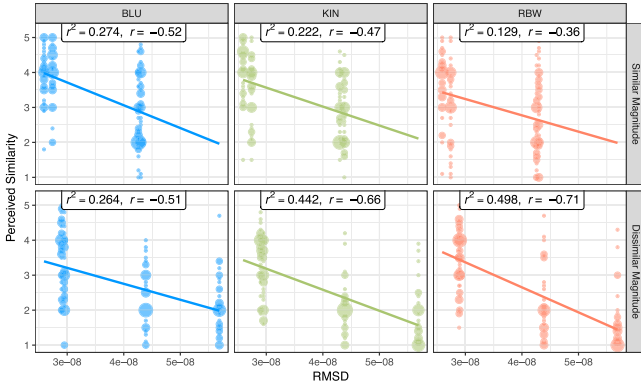 BLU KIN RBW
r² = 0.274, r = −0.52 r² = 0.222, r = −0.47 r² = 0.129, r = −0.36
5
4
3
2
1
Similar Magnitude
Perceived Similarity
r² = 0.264, r = −0.51 r² = 0.442, r = −0.66 r² = 0.498, r = −0.71
5
4
3
2
1
Dissimilar Magnitude
3e−08 4e−08 5e−08 3e−08 4e−08 5e−08 3e−08 4e−08 5e−08
RMSD